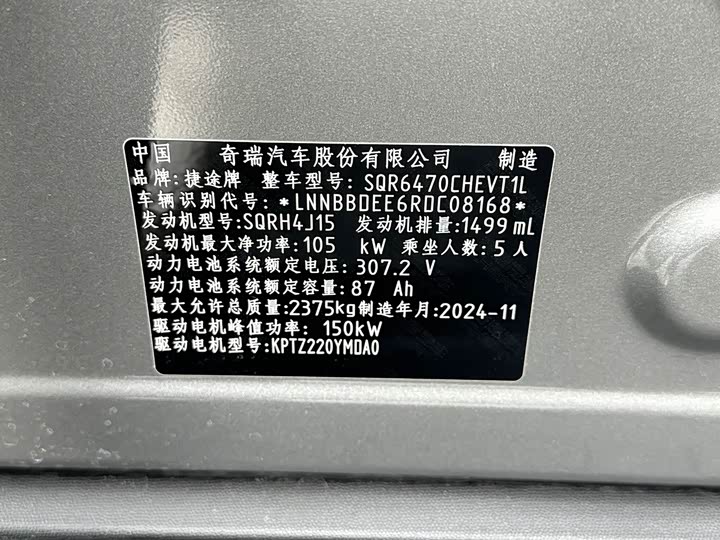 中国 奇瑞汽车股份有限公司 制造
品牌:捷途牌 整车型号:SQR6470CHEVT1L
车辆识别代号:*LNNBBDEE6RDC08168*
发动机型号:SQRH4J15 发动机排量:1499mL
发动机最大净功率:105 kW 乘坐人数:5人
动力电池系统额定电压:307.2 V
动力电池系统额定容量:87 Ah
最大允许总质量:2375kg制造年月:2024-11
驱动电机峰值功率: 150kW
驱动电机型号:KPTZ220YMDA0